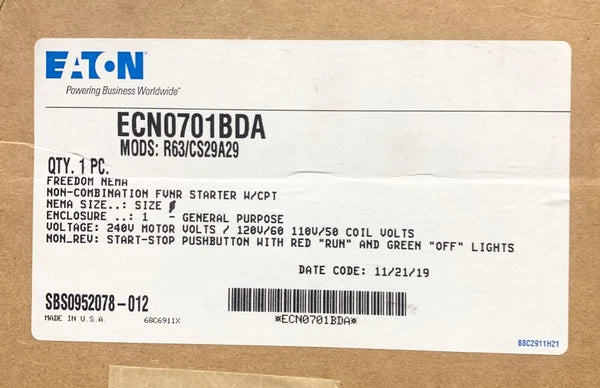 EATON
Powering Business Worldwide™
ECN0701BDA
MODS: R63/CS29A29
QTY. 1 PC.
FREEDOM NEMA
NON-COMBINATION FVNR STARTER W/CPT
NEMA SIZE..: SIZE
ENCLOSURE ..: 1 - GENERAL PURPOSE
VOLTAGE: 240V MOTOR VOLTS / 120V/60 110V/50 COIL VOLTS
NON_REV: START-STOP PUSHBUTTON WITH RED "RUN" AND GREEN "OFF" LIGHTS
DATE CODE: 11/21/19
SBS0952078-012
MADE IN U.S.A. 68C6911X
*ECN0701BDA*
68C2911H21